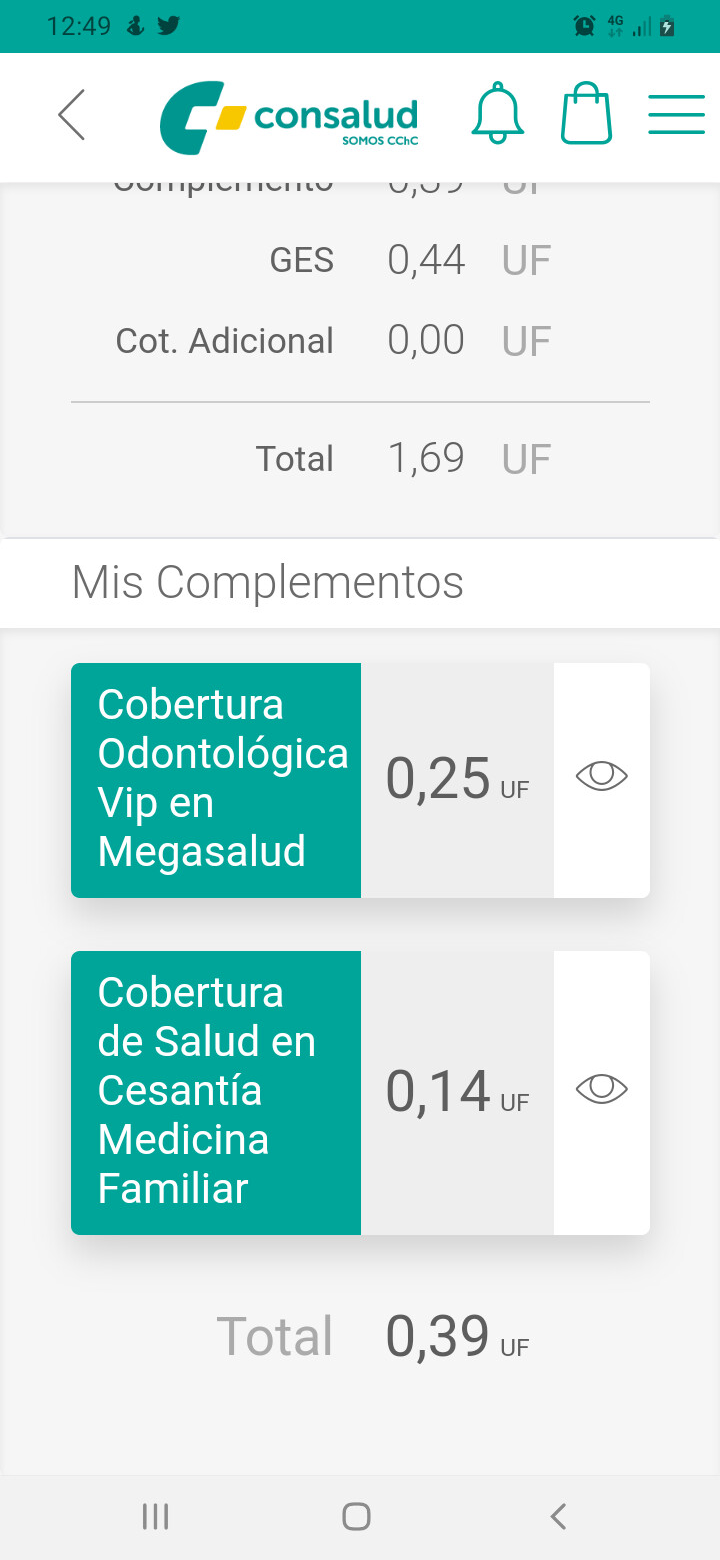 12:49
4G
consalud
SOMOS CChC
Complemento 0,39 UF
GES 0,44 UF
Cot. Adicional 0,00 UF
Total 1,69 UF
Mis Complementos
Cobertura
Odontológica
Vip en
Megasalud
0,25 UF
Cobertura
de Salud en
Cesantía
Medicina
Familiar
0,14 UF
Total 0,39 UF